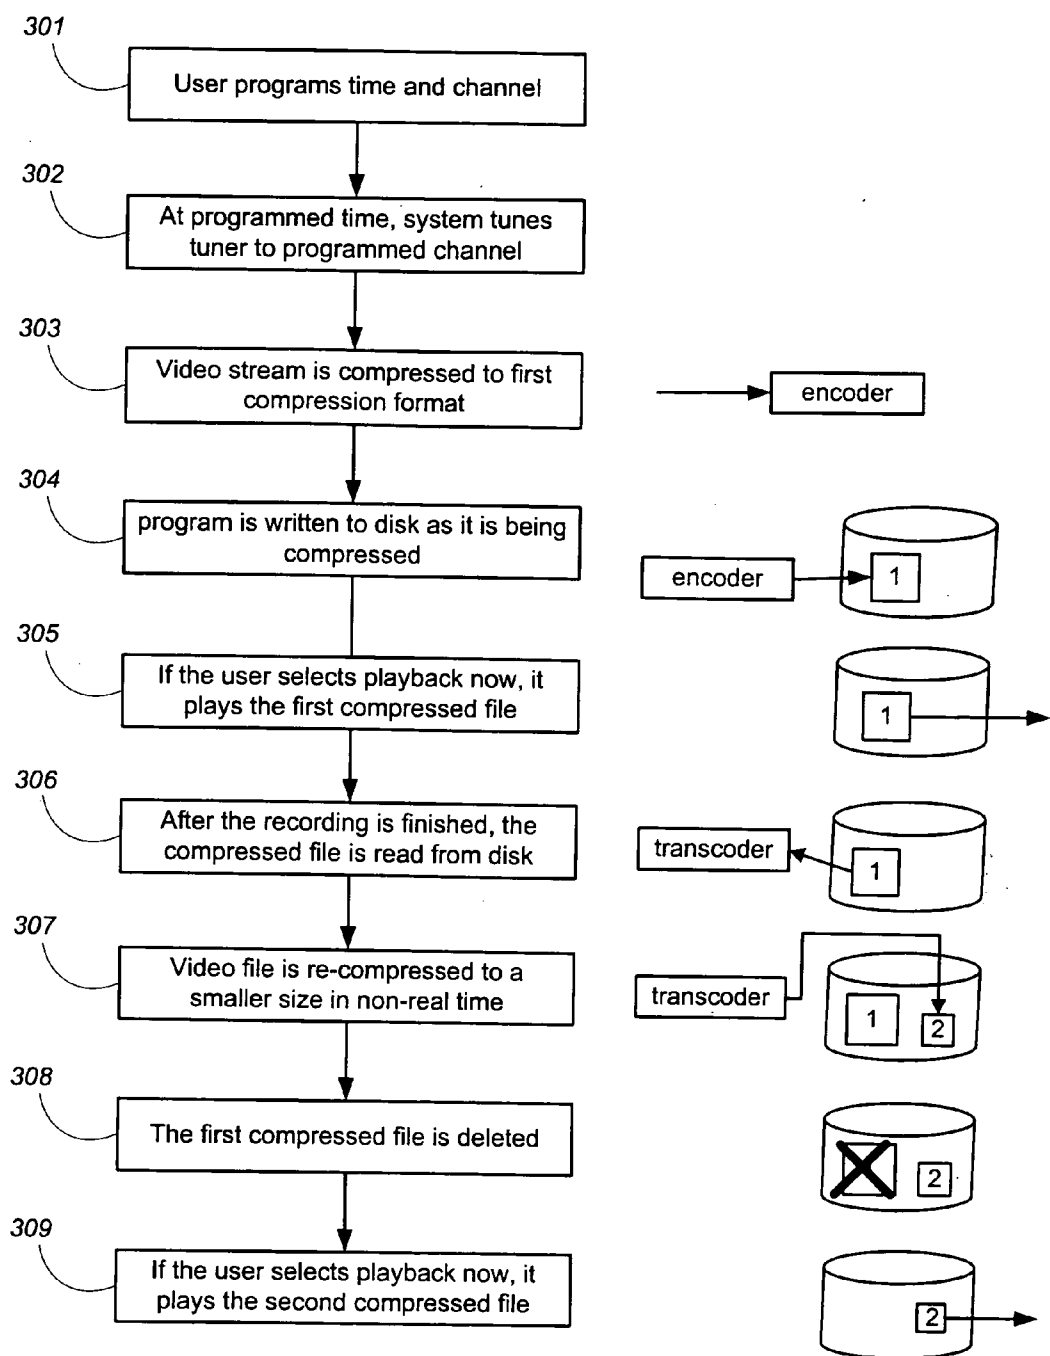 301
User programs time and channel
302
At programmed time, system tunes
tuner to programmed channel
303
Video stream is compressed to first
compression format
encoder
304
program is written to disk as it is being
compressed
encoder
1
305
If the user selects playback now, it
plays the first compressed file
1
306
After the recording is finished, the
compressed file is read from disk
transcoder
1
307
Video file is re-compressed to a
smaller size in non-real time
transcoder
1
2
308
The first compressed file is deleted
2
309
If the user selects playback now, it
plays the second compressed file
2